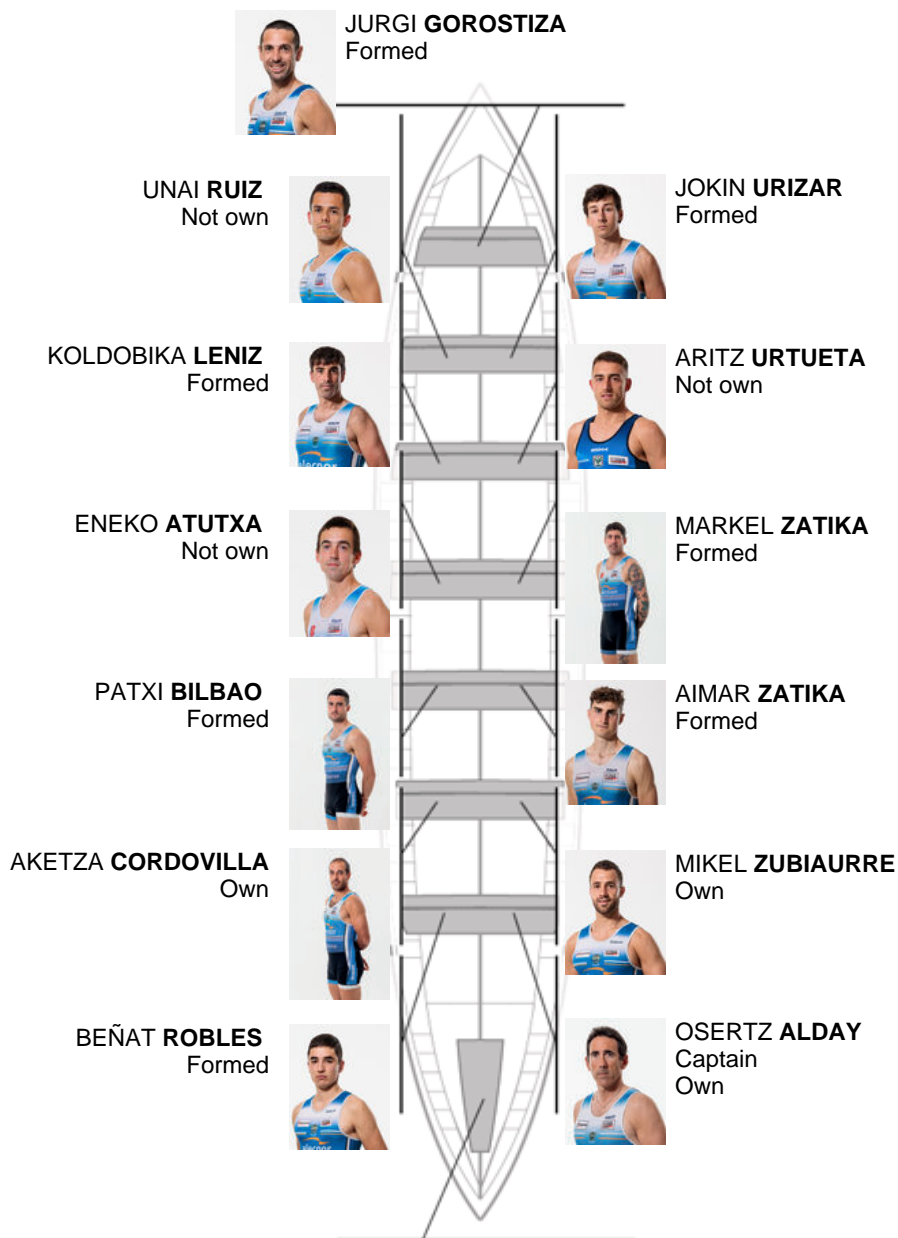 JURGI GOROSTIZA
Formed
UNAI RUIZ
Not own
JOKIN URIZAR
Formed
KOLDOBIKA LENIZ
Formed
ARITZ URTUETA
Not own
ENEKO ATUTXA
Not own
MARKEL ZATIKA
Formed
PATXI BILBAO
Formed
AIMAR ZATIKA
Formed
AKETZA CORDOVILLA
Own
MIKEL ZUBIAURRE
Own
BEÑAT ROBLES
Formed
OSERTZ ALDAY
Captain
Own